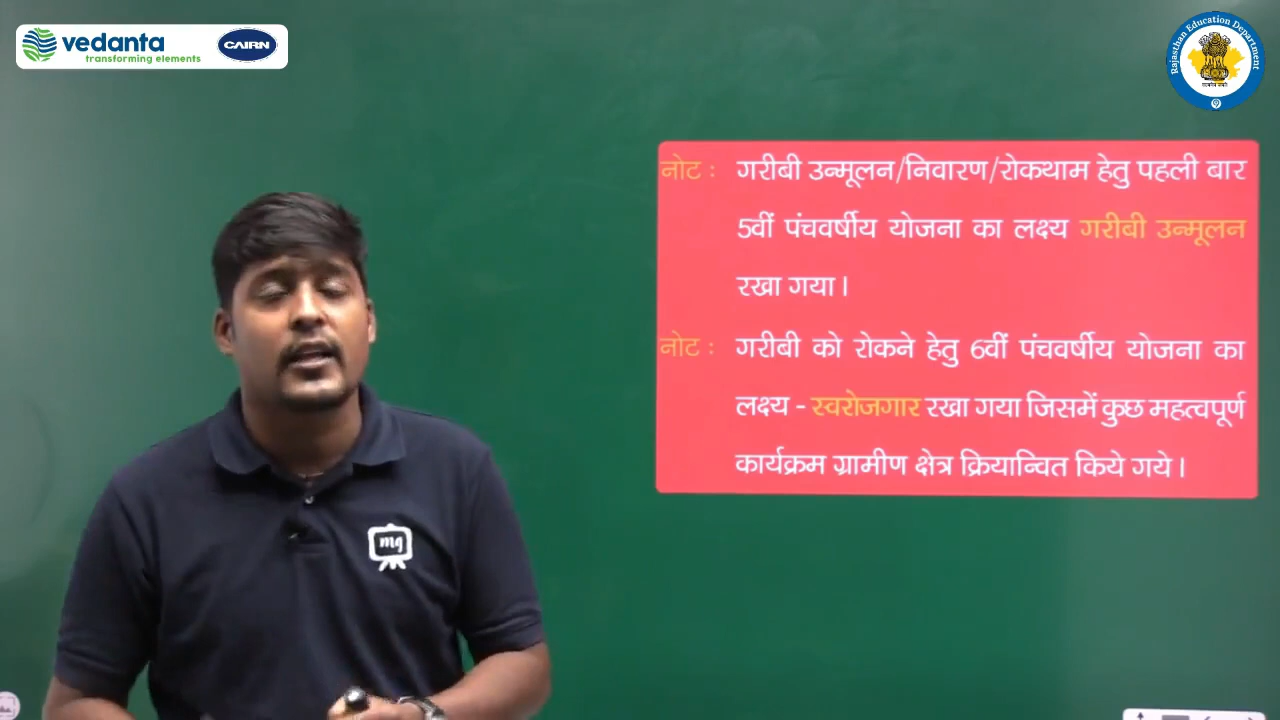 vedanta
transforming elements
CAIRN
Rajasthan Education Department
नोट : गरीबी उन्मूलन/निवारण/रोकथाम हेतु पहली बार
5वीं पंचवर्षीय योजना का लक्ष्य गरीबी उन्मूलन
रखा गया।
नोट : गरीबी को रोकने हेतु 6वीं पंचवर्षीय योजना का
लक्ष्य - स्वरोजगार रखा गया जिसमें कुछ महत्वपूर्ण
कार्यक्रम ग्रामीण क्षेत्र क्रियान्वित किये गये।
mg